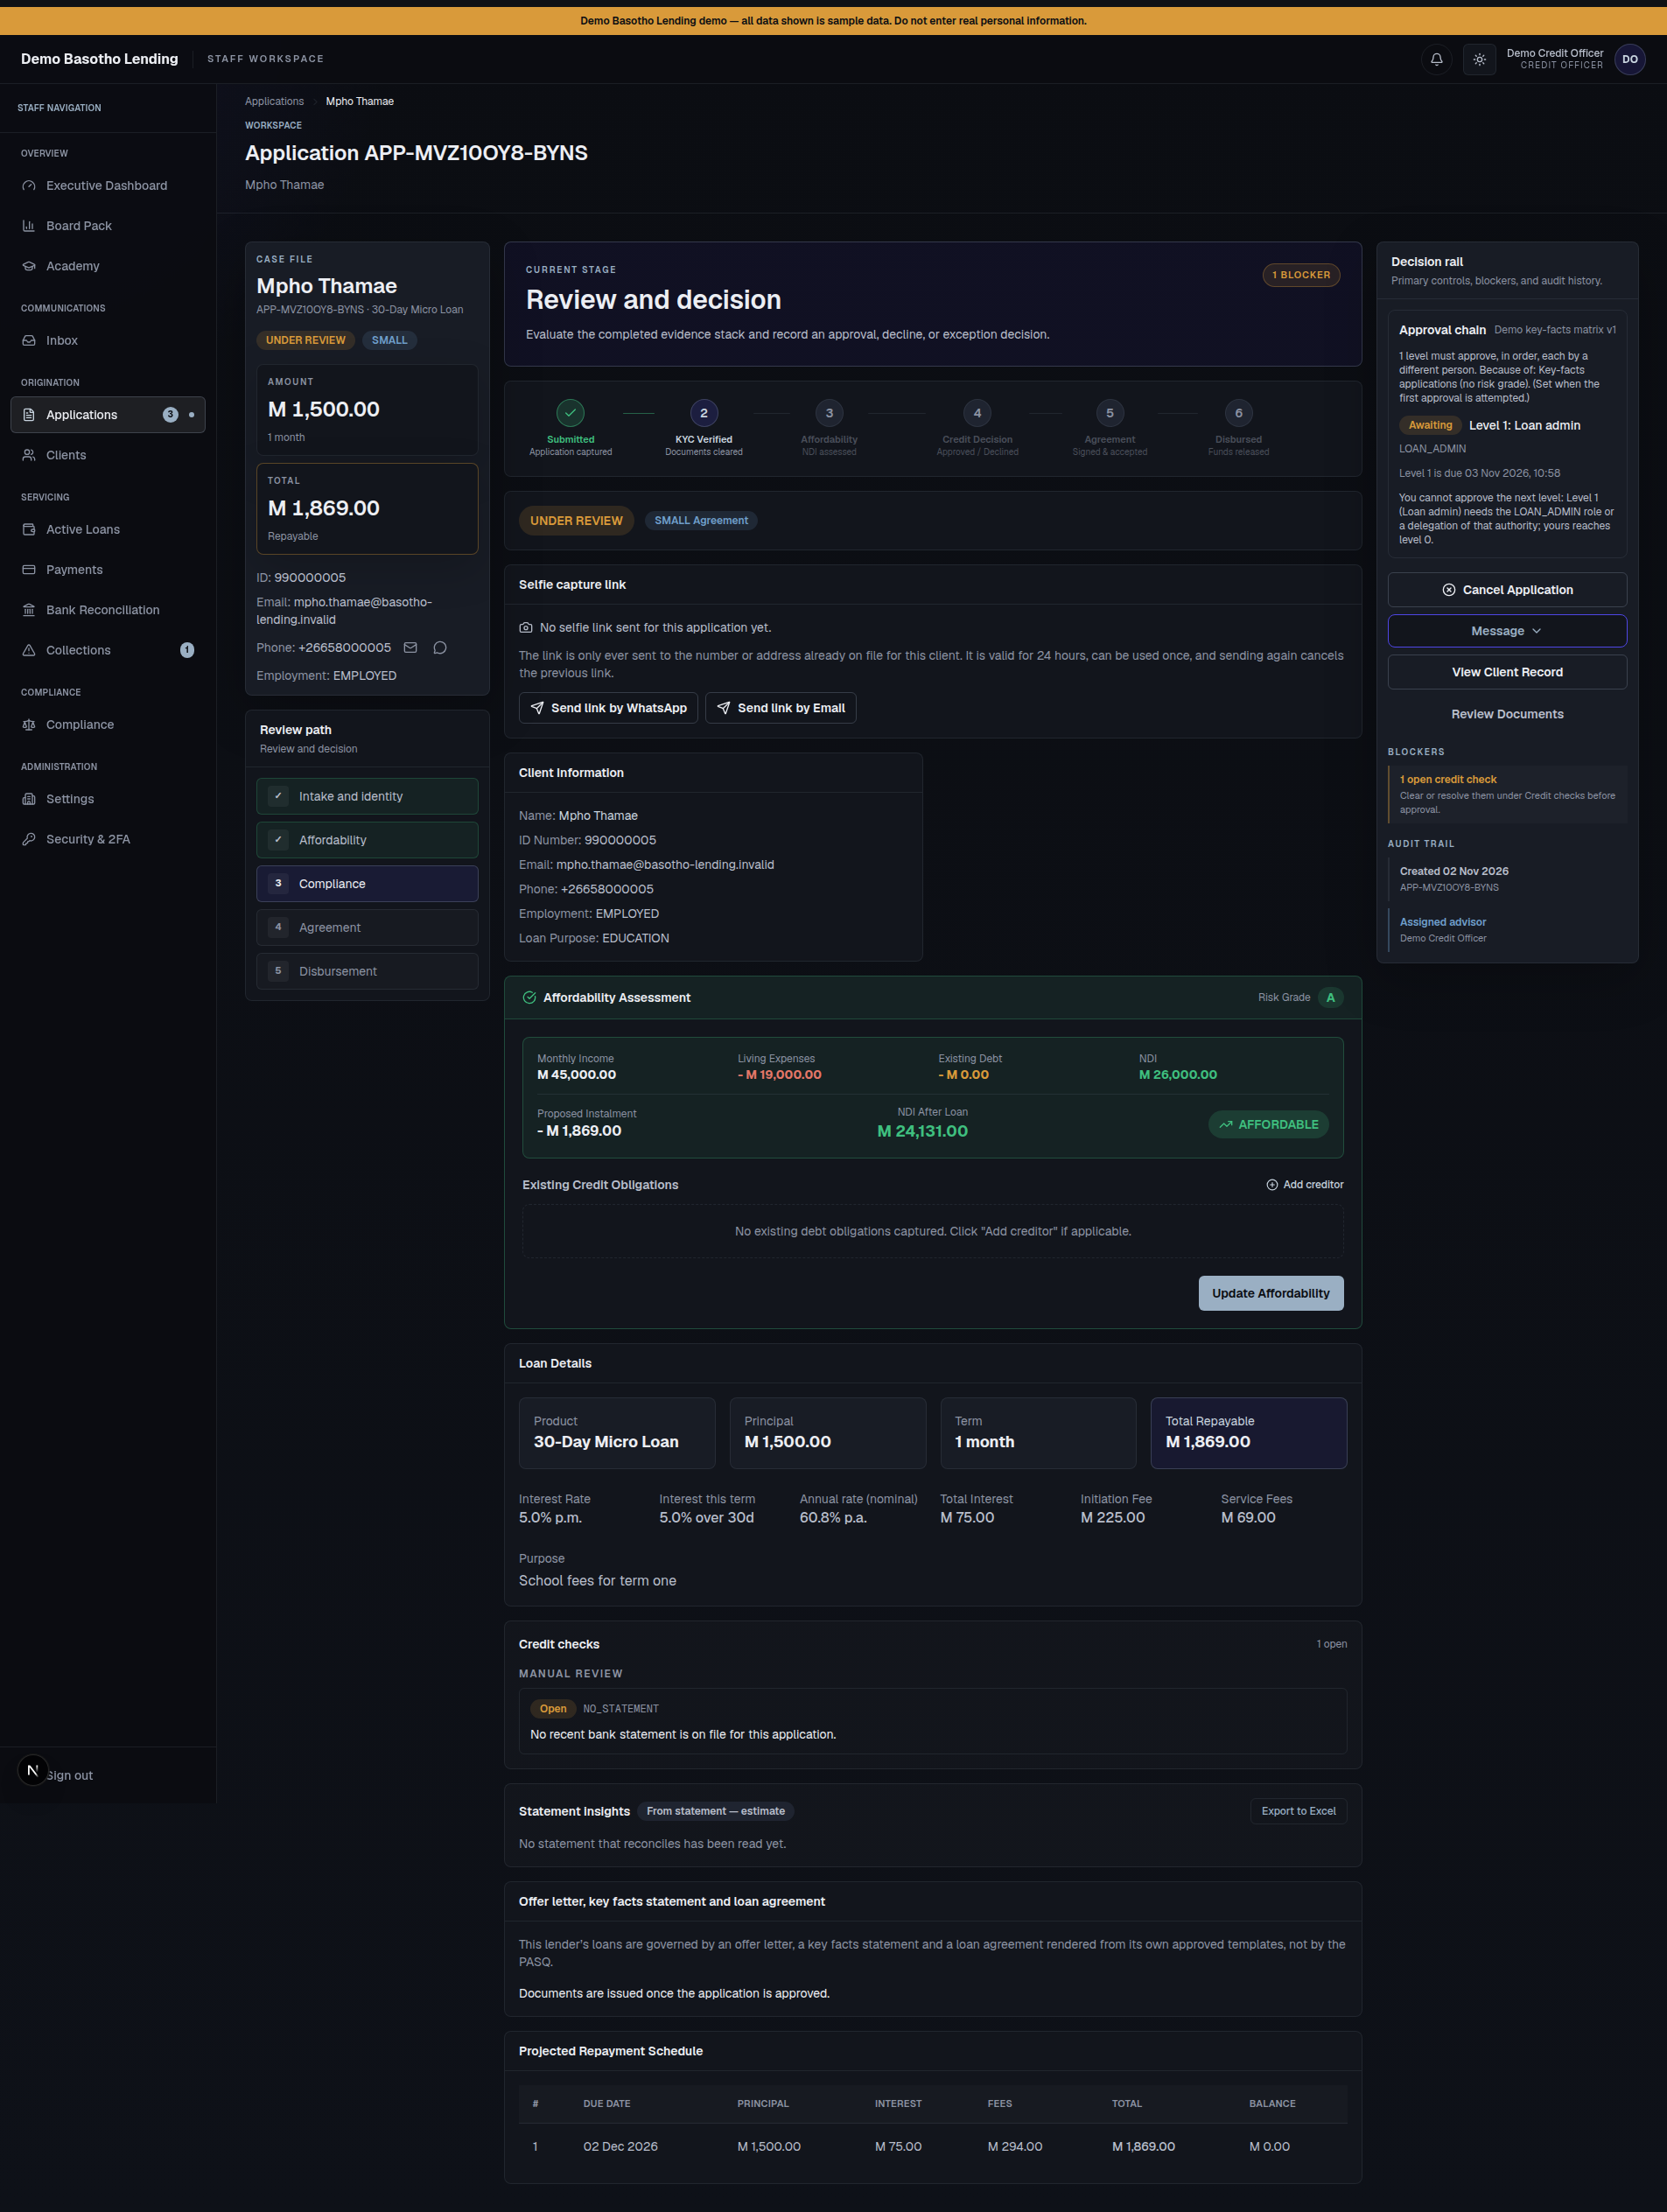 Demo Basotho Lending demo — all data shown is sample data. Do not enter real personal information.
Demo Basotho Lending
STAFF WORKSPACE
Demo Credit Officer
CREDIT OFFICER
DO
STAFF NAVIGATION
OVERVIEW
Executive Dashboard
Board Pack
Academy
COMMUNICATIONS
Inbox
ORIGINATION
Applications
3
Clients
SERVICING
Active Loans
Payments
Bank Reconciliation
Collections
1
COMPLIANCE
Compliance
ADMINISTRATION
Settings
Security & 2FA
N
Sign out
Applications
Mpho Thamae
WORKSPACE
Application APP-MVZ10OY8-BYNS
Mpho Thamae
CASE FILE
Mpho Thamae
APP-MVZ10OY8-BYNS · 30-Day Micro Loan
UNDER REVIEW
SMALL
AMOUNT
M 1,500.00
1 month
TOTAL
M 1,869.00
Repayable
ID: 990000005
Email: mpho.thamae@basotho-
lending.invalid
Phone: +26658000005
Employment: EMPLOYED
Review path
Review and decision
✓ Intake and identity
✓ Affordability
3 Compliance
4 Agreement
5 Disbursement
CURRENT STAGE
1 BLOCKER
Review and decision
Evaluate the completed evidence stack and record an approval, decline, or exception decision.
Submitted
Application captured
2
KYC Verified
Documents cleared
3
Affordability
NDI assessed
4
Credit Decision
Approved / Declined
5
Agreement
Signed & accepted
6
Disbursed
Funds released
UNDER REVIEW
SMALL Agreement
Selfie capture link
No selfie link sent for this application yet.
The link is only ever sent to the number or address already on file for this client. It is valid for 24 hours, can be used once, and sending again cancels
the previous link.
Send link by WhatsApp
Send link by Email
Client Information
Name: Mpho Thamae
ID Number: 990000005
Email: mpho.thamae@basotho-lending.invalid
Phone: +26658000005
Employment: EMPLOYED
Loan Purpose: EDUCATION
Affordability Assessment
Risk Grade
A
Monthly Income
M 45,000.00
Living Expenses
- M 19,000.00
Existing Debt
- M 0.00
NDI
M 26,000.00
Proposed Instalment
- M 1,869.00
NDI After Loan
M 24,131.00
AFFORDABLE
Existing Credit Obligations
Add creditor
No existing debt obligations captured. Click "Add creditor" if applicable.
Update Affordability
Loan Details
Product
30-Day Micro Loan
Principal
M 1,500.00
Term
1 month
Total Repayable
M 1,869.00
Interest Rate
5.0% p.m.
Interest this term
5.0% over 30d
Annual rate (nominal)
60.8% p.a.
Total Interest
M 75.00
Initiation Fee
M 225.00
Service Fees
M 69.00
Purpose
School fees for term one
Credit checks
1 open
MANUAL REVIEW
Open
NO_STATEMENT
No recent bank statement is on file for this application.
Statement Insights
From statement — estimate
Export to Excel
No statement that reconciles has been read yet.
Offer letter, key facts statement and loan agreement
This lender's loans are governed by an offer letter, a key facts statement and a loan agreement rendered from its own approved templates, not by the
PASQ.
Documents are issued once the application is approved.
Projected Repayment Schedule
# DUE DATE PRINCIPAL INTEREST FEES TOTAL BALANCE
1 02 Dec 2026 M 1,500.00 M 75.00 M 294.00 M 1,869.00 M 0.00
Decision rail
Primary controls, blockers, and audit history.
Approval chain
Demo key-facts matrix v1
1 level must approve, in order, each by a
different person. Because of: Key-facts
applications (no risk grade). (Set when the
first approval is attempted.)
Awaiting
Level 1: Loan admin
LOAN_ADMIN
Level 1 is due 03 Nov 2026, 10:58
You cannot approve the next level: Level 1
(Loan admin) needs the LOAN_ADMIN role or
a delegation of that authority; yours reaches
level 0.
Cancel Application
Message
View Client Record
Review Documents
BLOCKERS
1 open credit check
Clear or resolve them under Credit checks before
approval.
AUDIT TRAIL
Created 02 Nov 2026
APP-MVZ10OY8-BYNS
Assigned advisor
Demo Credit Officer